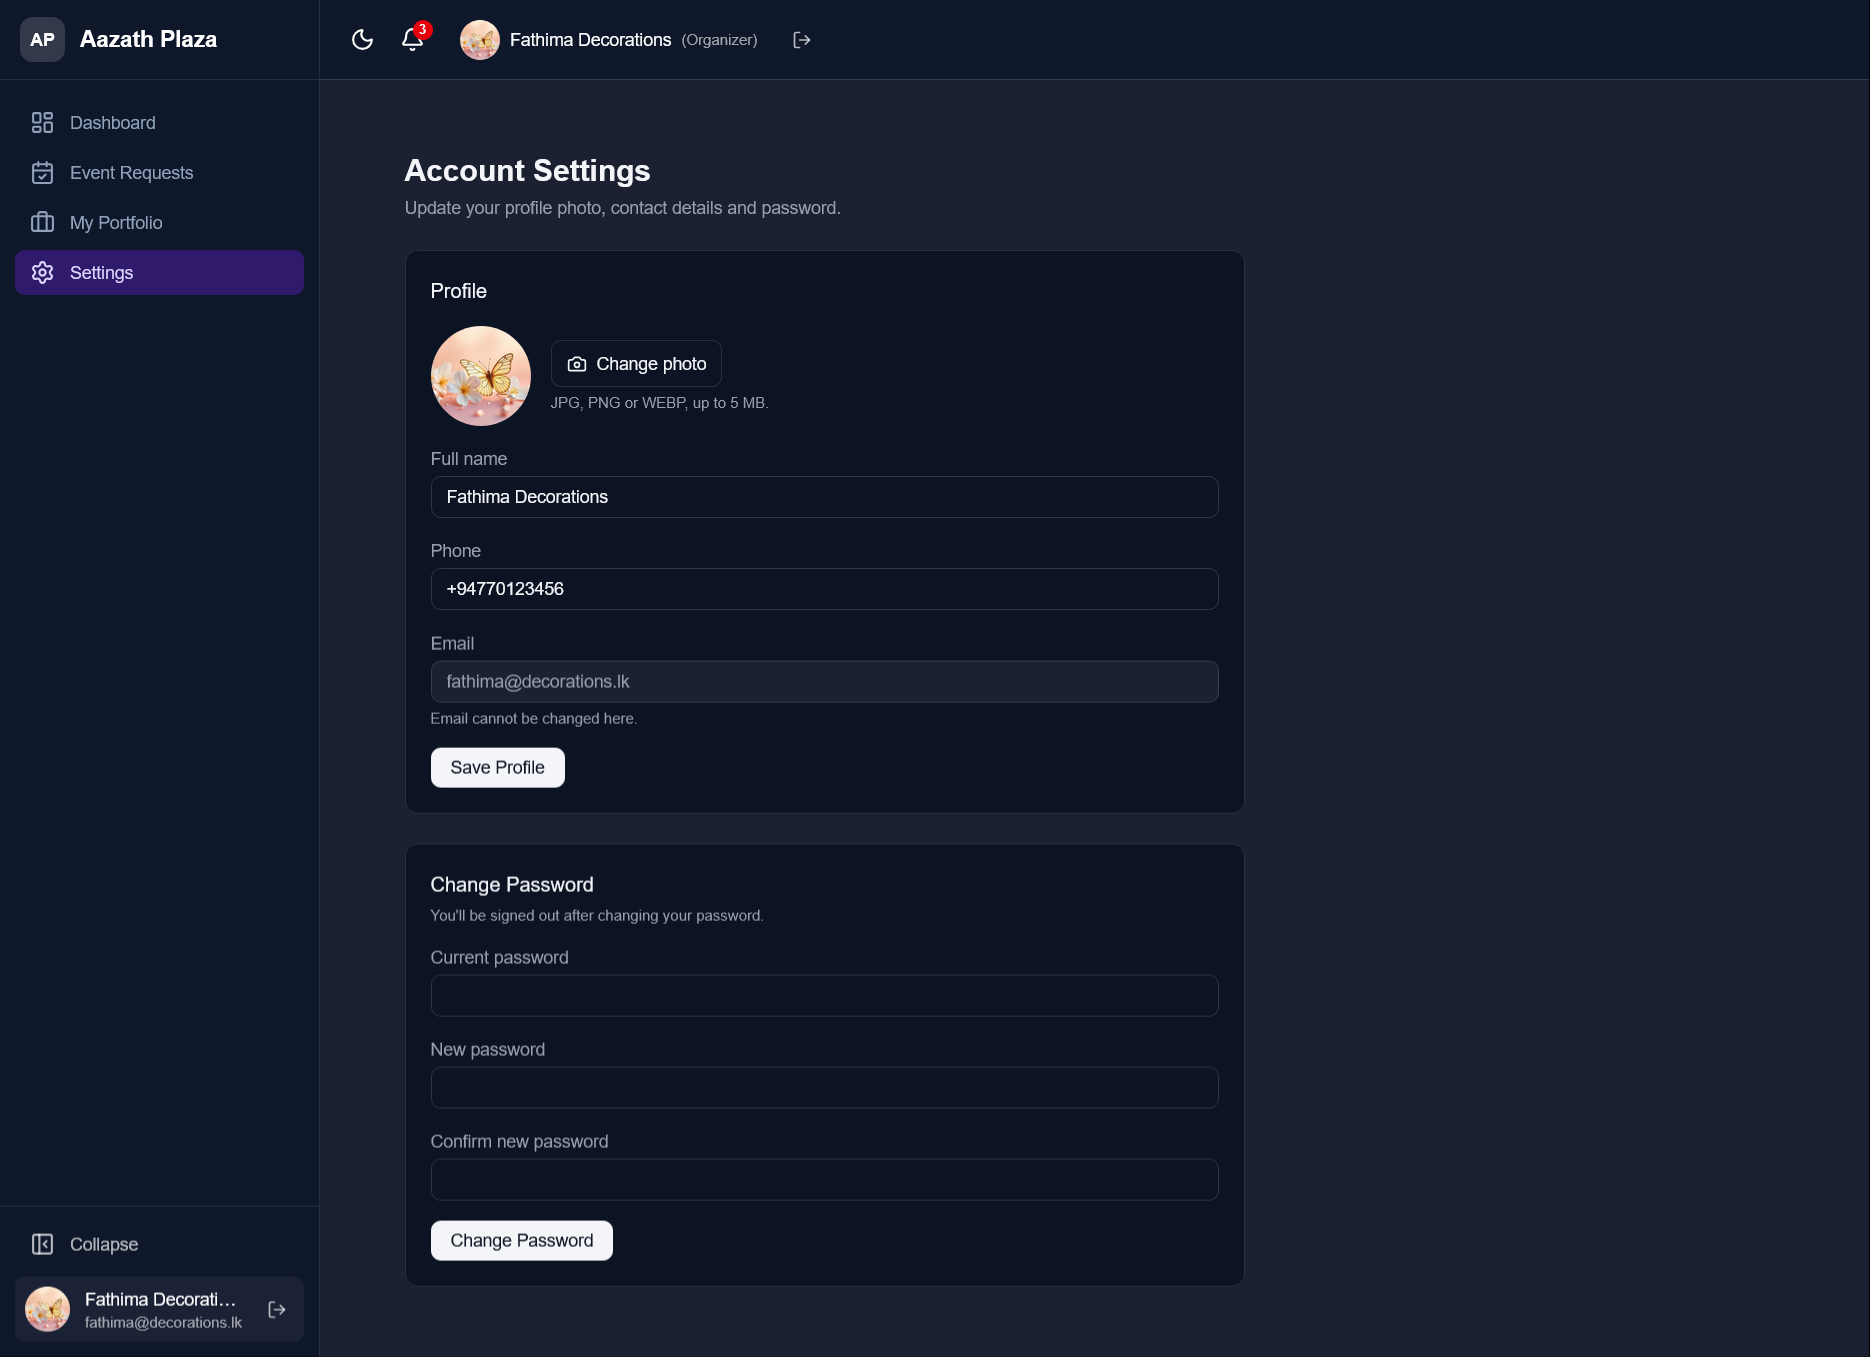 AP
Aazath Plaza
3
Fathima Decorations (Organizer)
Dashboard
Event Requests
My Portfolio
Settings
Account Settings
Update your profile photo, contact details and password.
Profile
Change photo
JPG, PNG or WEBP, up to 5 MB.
Full name
Fathima Decorations
Phone
+94770123456
Email
fathima@decorations.lk
Email cannot be changed here.
Save Profile
Change Password
You'll be signed out after changing your password.
Current password
New password
Confirm new password
Change Password
Collapse
Fathima Decorati...
fathima@decorations.lk